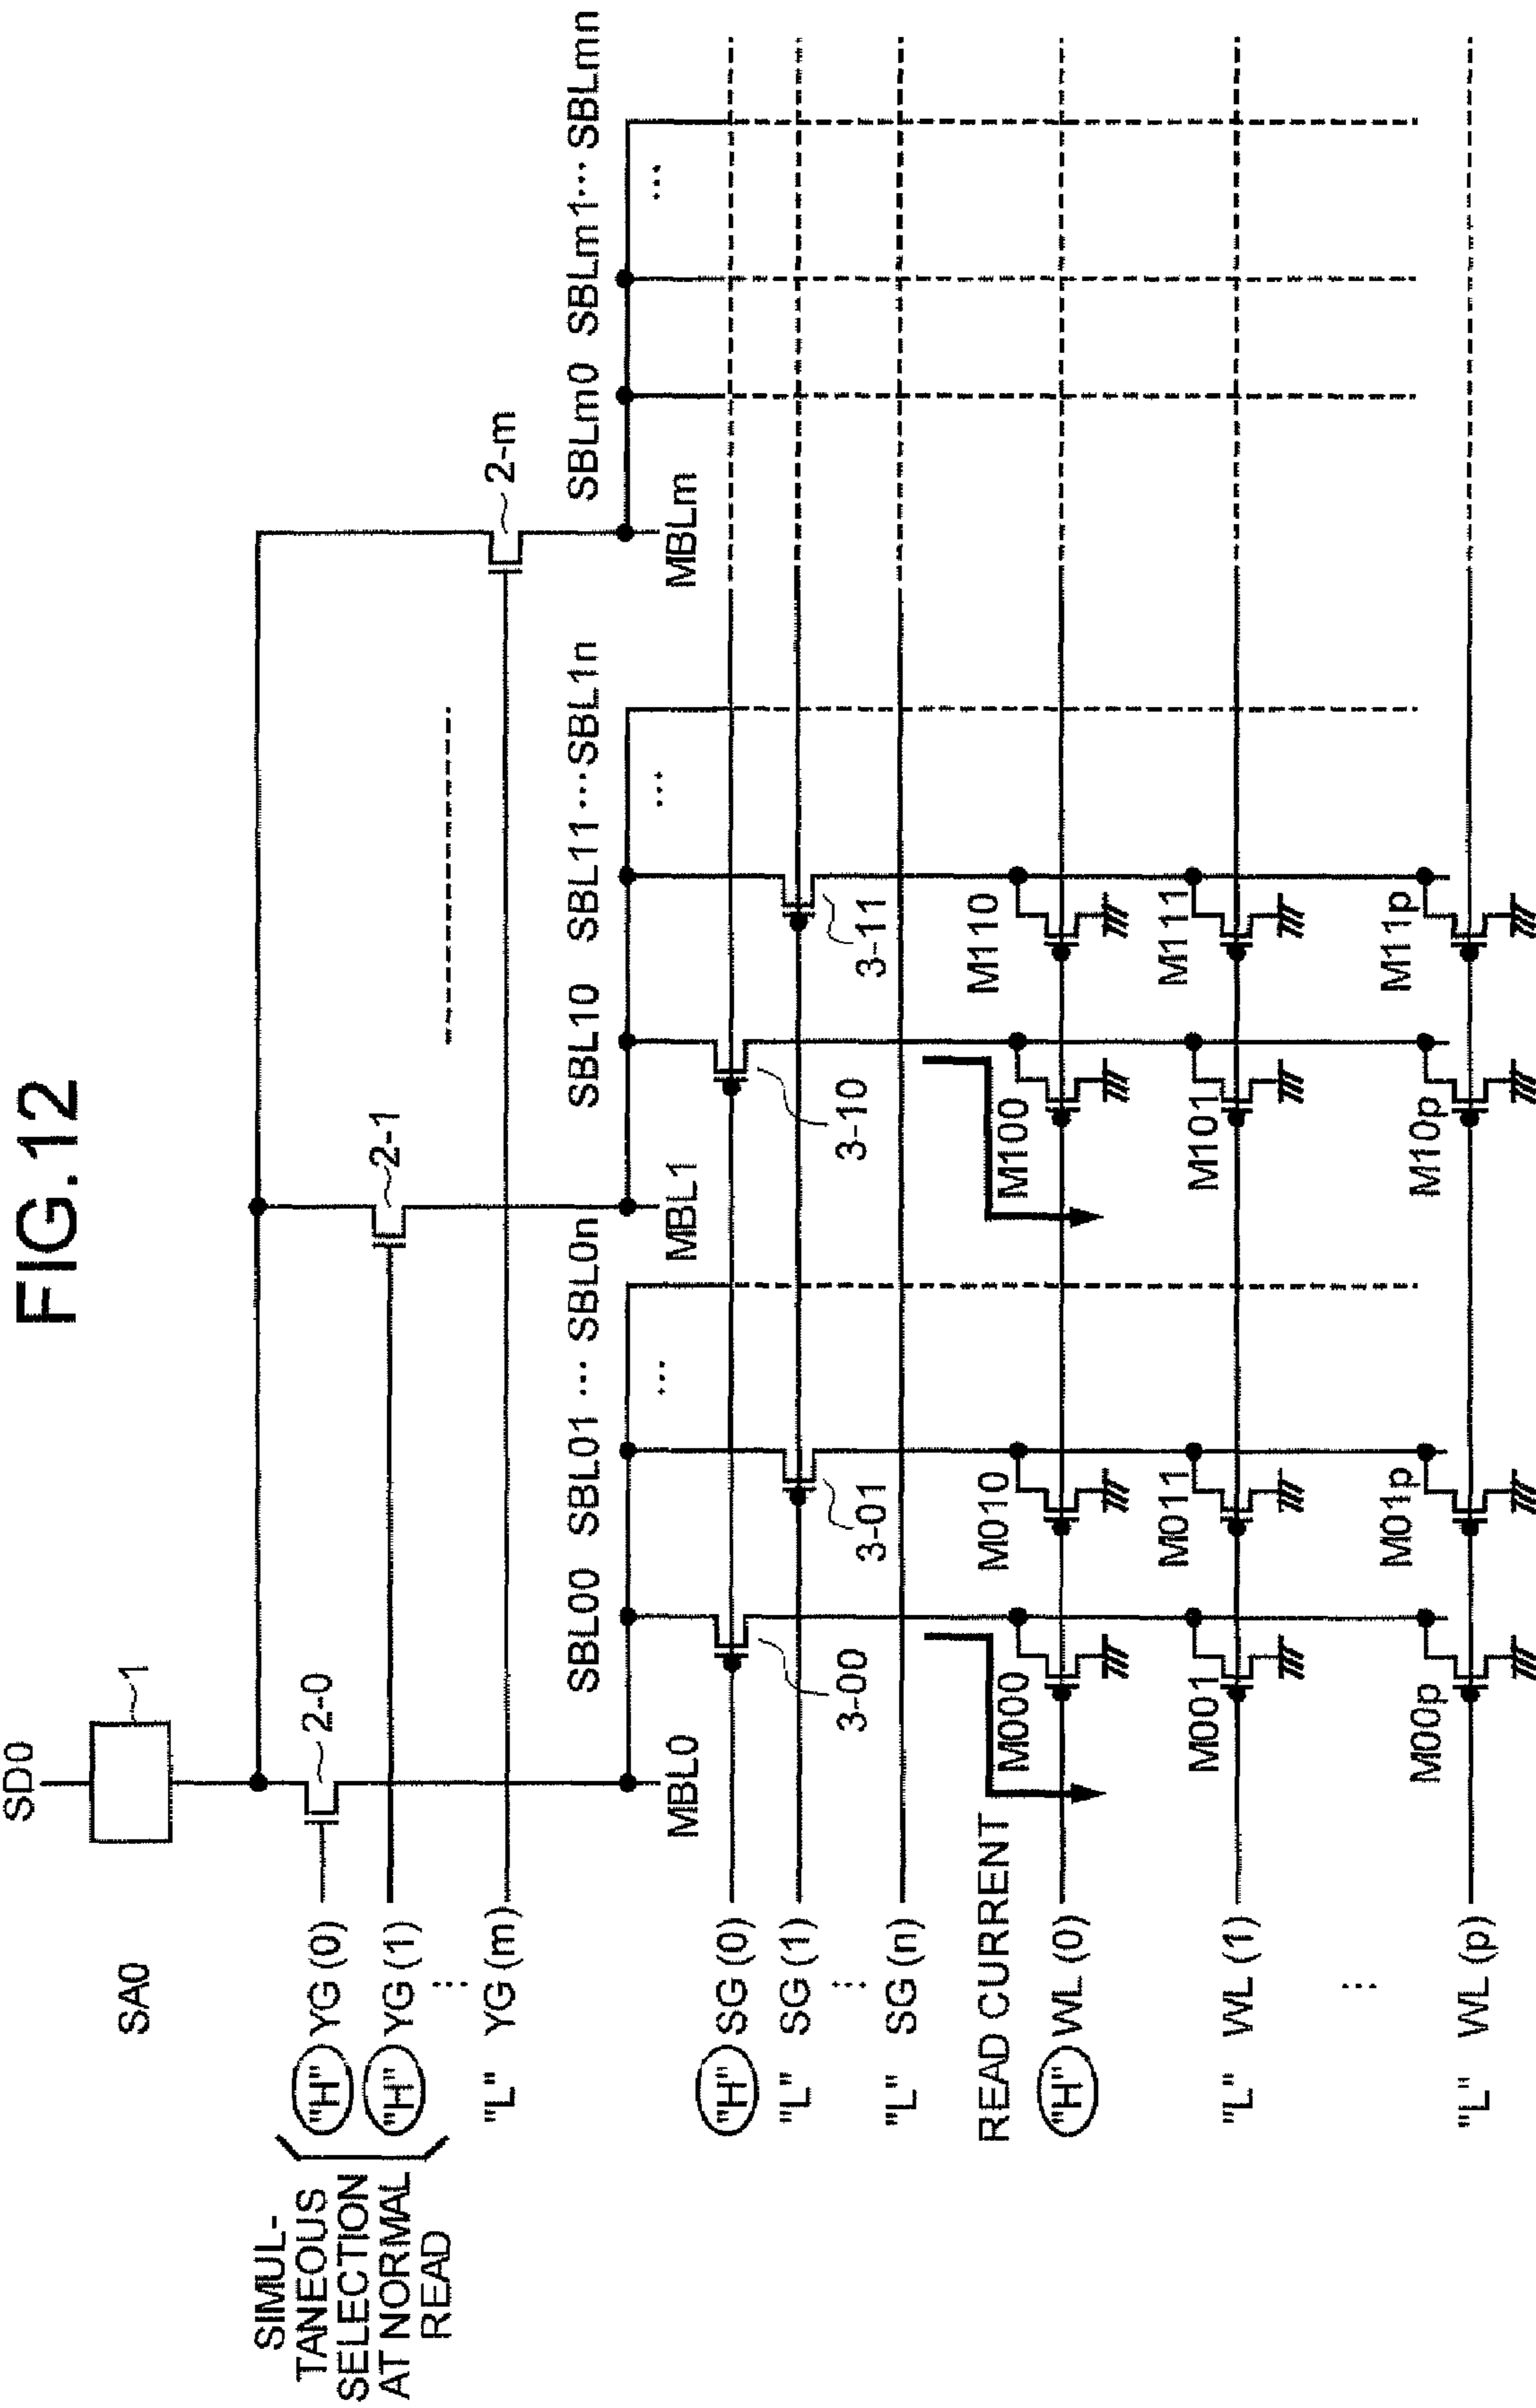 FIG.12
SD0
SA0
1
2-0
2-1
2-m
SIMUL-
TANEOUS
SELECTION
AT NORMAL
READ
"H" YG (0)
"H" YG (1)
⋮
"L" YG (m)
SBL00 SBL01 ... SBL0n
SBL10 SBL11 ... SBL1n
SBLm0 SBLm1 ... SBLmn
...
...
...
MBL0
MBL1
MBLm
"H" SG (0)
"L" SG (1)
⋮
"L" SG (n)
3-00
3-01
3-10
3-11
READ CURRENT
M000
M010
M100
M110
"H" WL (0)
M001
M011
M101
M111
"L" WL (1)
⋮
M00p
M01p
M10p
M11p
"L" WL (p)